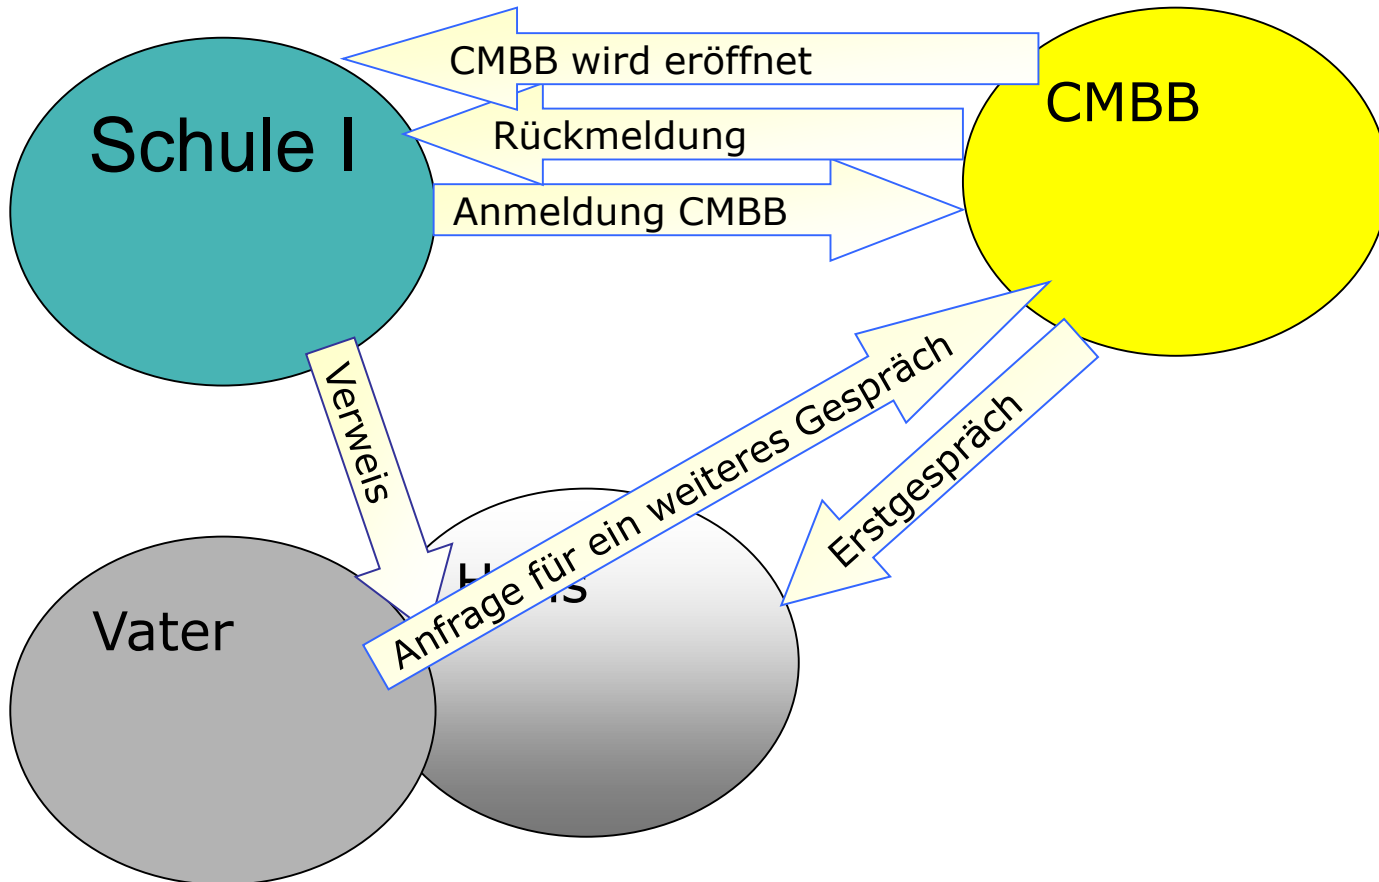 CMBB wird eröffnet
CMBB
Schule I
Rückmeldung
Anmeldung CMBB
Verweis
Anfrage für ein weiteres Gespräch
Erstgespräch
Vater